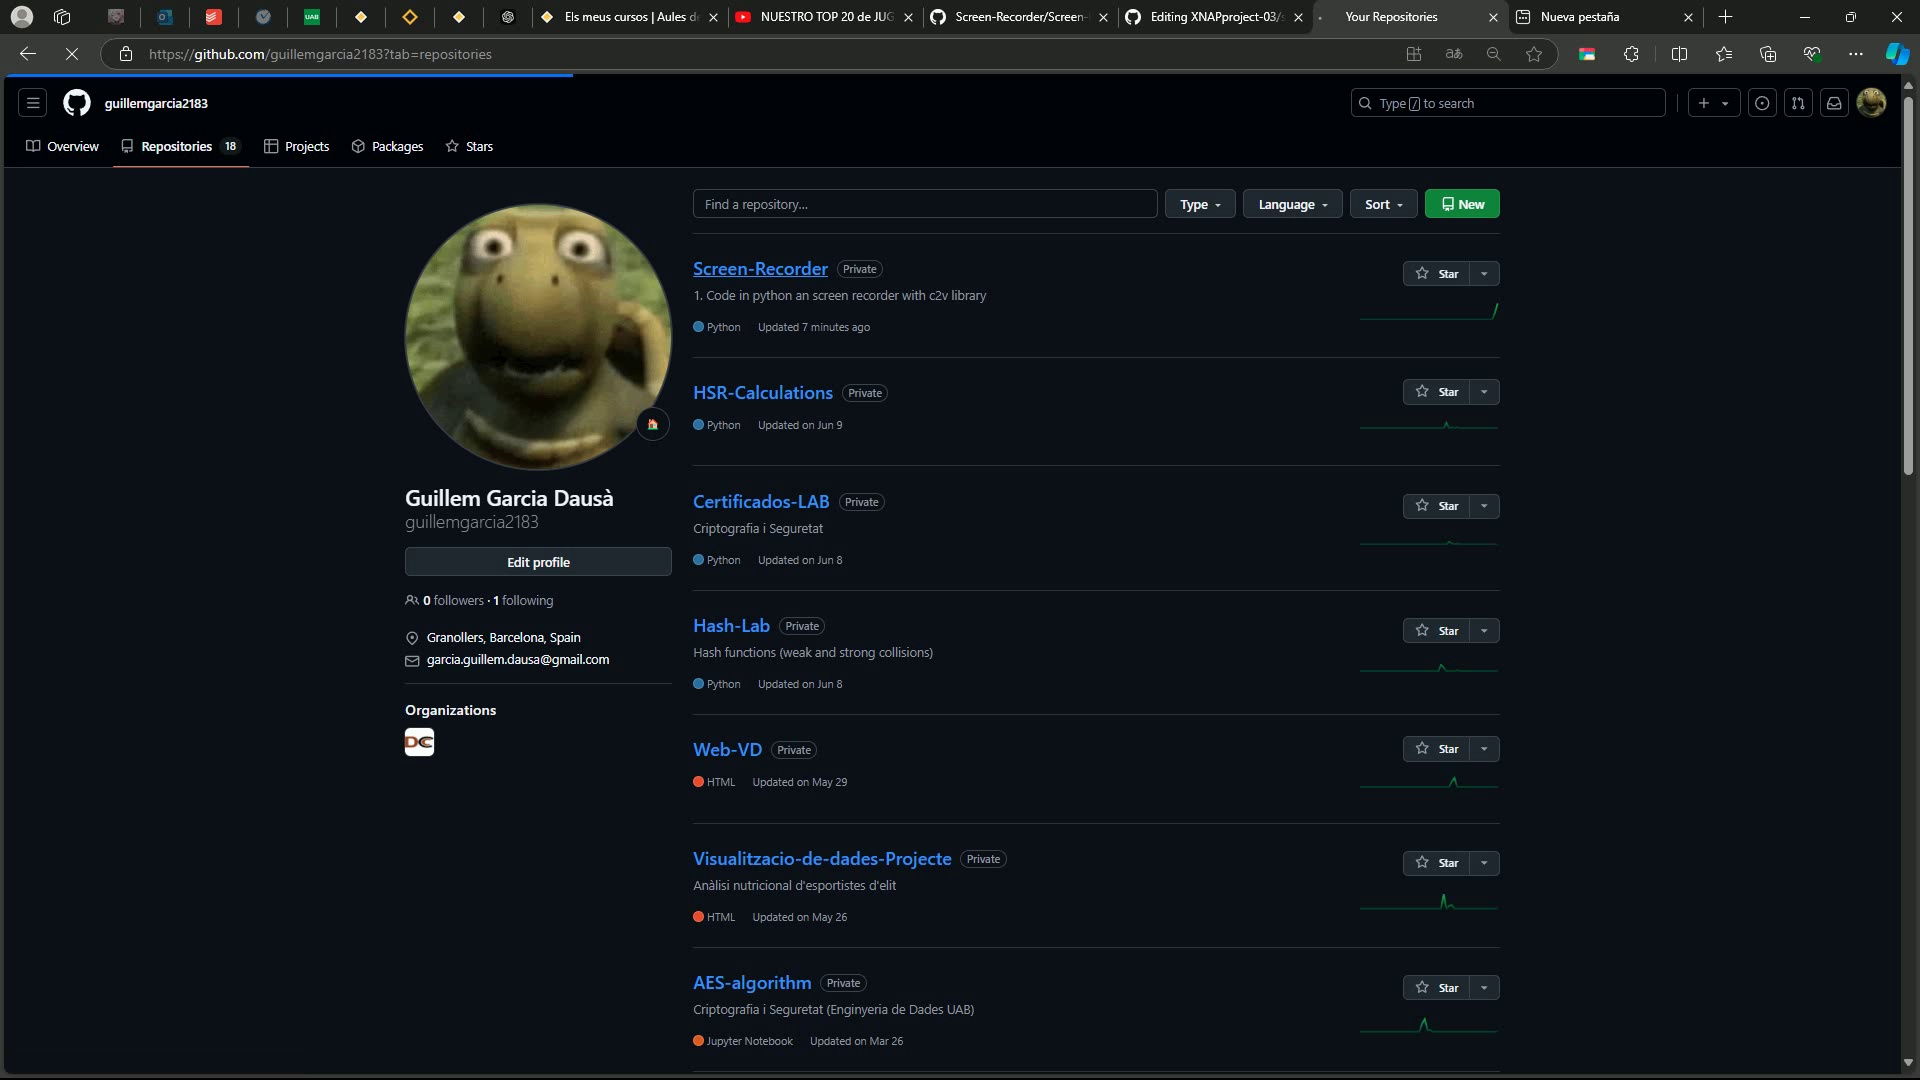 UAB
Els meus cursos | Aules d
NUESTRO TOP 20 de JUG
Screen-Recorder/Screen-
Editing XNAPproject-03/s
Your Repositories
Nueva pestaña
https://github.com/guillemgarcia2183?tab=repositories
aあ
guillemgarcia2183
Type / to search
Overview
Repositories 18
Projects
Packages
Stars
Find a repository...
Type
Language
Sort
New
Screen-Recorder Private
Star
1. Code in python an screen recorder with c2v library
Python Updated 7 minutes ago
HSR-Calculations Private
Star
Python Updated on Jun 9
Guillem Garcia Dausà
guillemgarcia2183
Edit profile
0 followers · 1 following
Granollers, Barcelona, Spain
garcia.guillem.dausa@gmail.com
Organizations
DC
Certificados-LAB Private
Star
Criptografia i Seguretat
Python Updated on Jun 8
Hash-Lab Private
Star
Hash functions (weak and strong collisions)
Python Updated on Jun 8
Web-VD Private
Star
HTML Updated on May 29
Visualitzacio-de-dades-Projecte Private
Star
Anàlisi nutricional d'esportistes d'elit
HTML Updated on May 26
AES-algorithm Private
Star
Criptografia i Seguretat (Enginyeria de Dades UAB)
Jupyter Notebook Updated on Mar 26